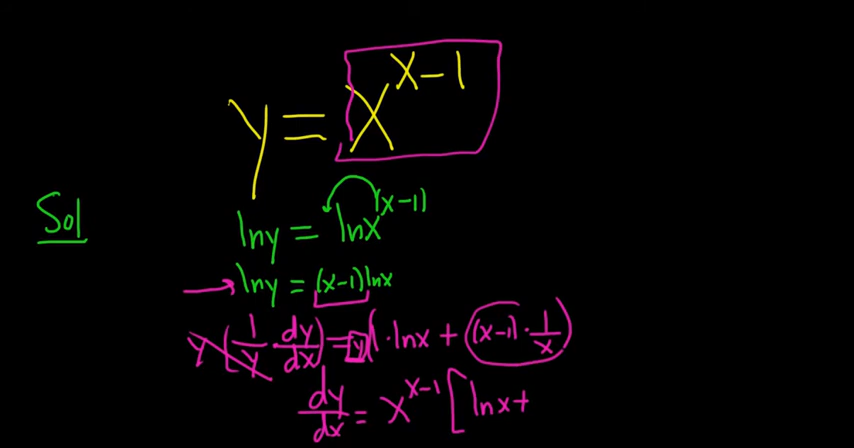 y = x^{x-1}
Sol
ln y = ln x^{(x-1)}
→ ln y = (x-1) ln x
y(1/y · dy/dx) = y(1 · ln x + (x-1) · 1/x)
dy/dx = x^{x-1} [ln x +